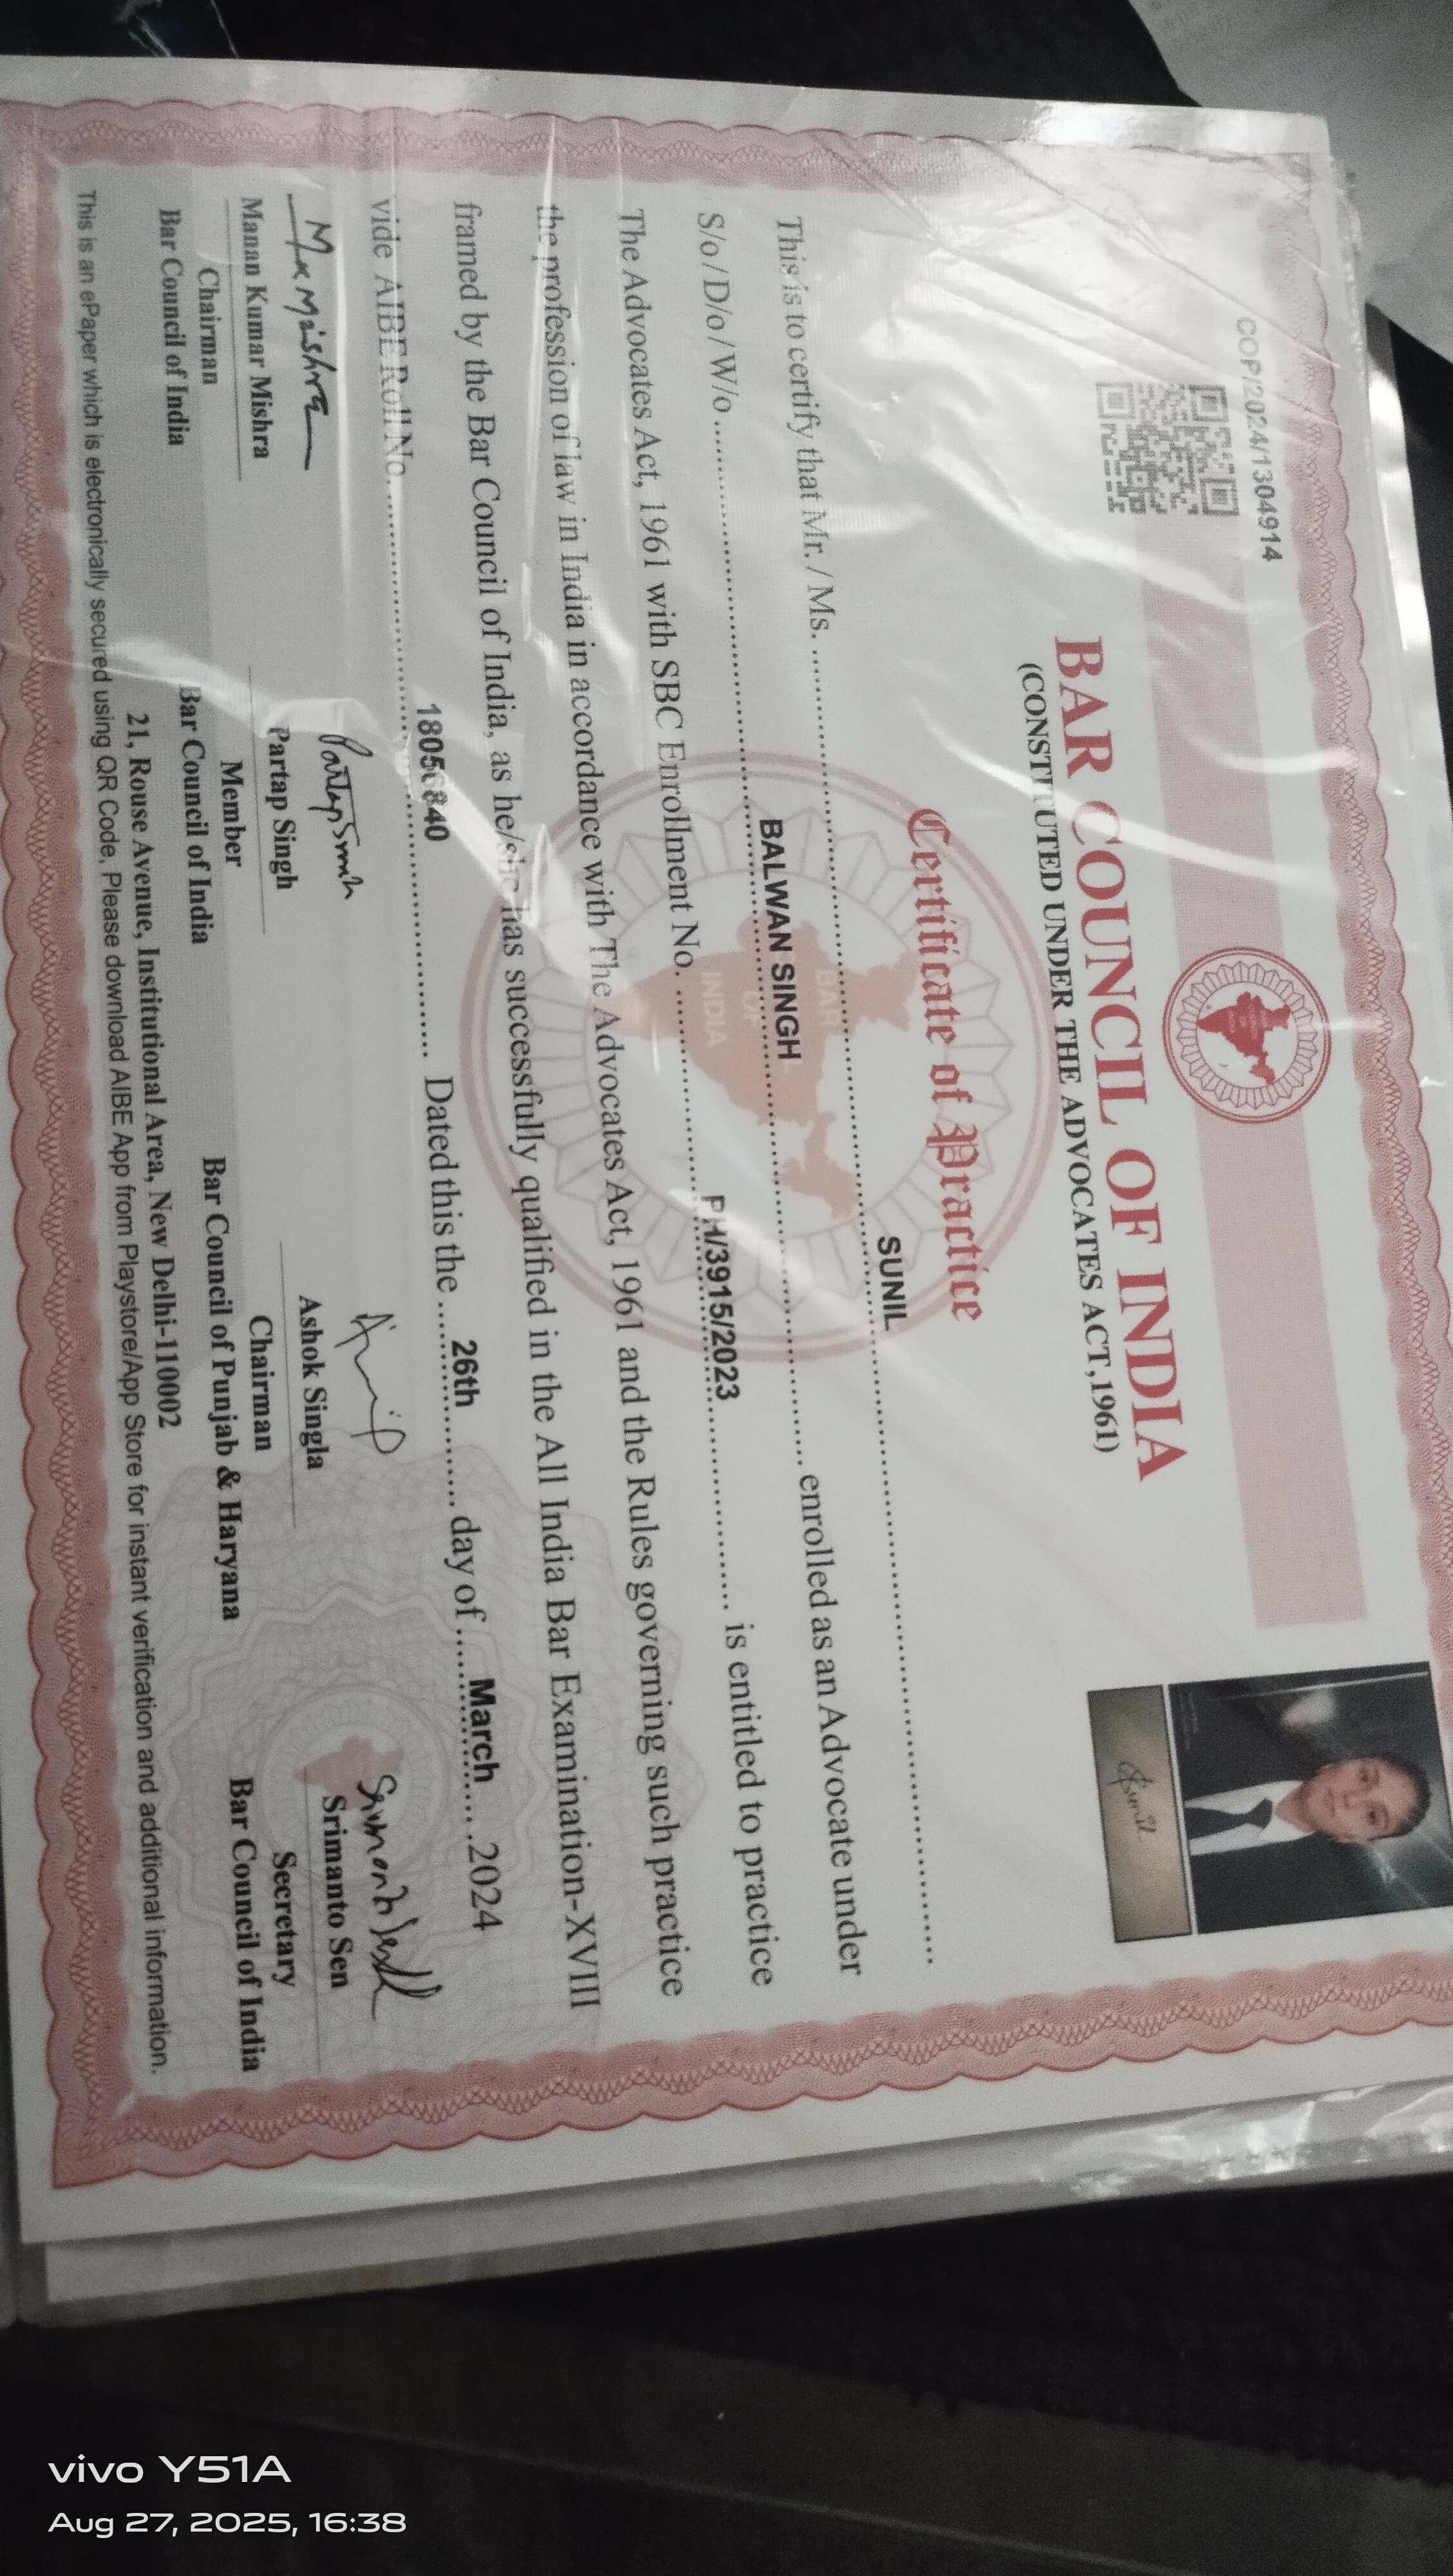 COP/2024/1304914
BAR COUNCIL OF INDIA
(CONSTITUTED UNDER THE ADVOCATES ACT,1961)
Certificate of Practice
This is to certify that Mr. / Ms. SUNIL
S/o / D/o / W/o BALWAN SINGH enrolled as an Advocate under
The Advocates Act, 1961 with SBC Enrollment No. PH/3915/2023 is entitled to practice
the profession of law in India in accordance with The Advocates Act, 1961 and the Rules governing such practice
framed by the Bar Council of India, as he/she has successfully qualified in the All India Bar Examination-XVIII
vide AIBE Roll No. Dated this the 26th day of March 2024
BAR
OF
INDIA
Sunil
Manan Kumar Mishra
Chairman
Bar Council of India
Partap Singh
Partap Singh
Member
Bar Council of India
Ashok Singla
Chairman
Bar Council of Punjab & Haryana
Srimanto Sen
Secretary
Bar Council of India
21, Rouse Avenue, Institutional Area, New Delhi-110002
This is an ePaper which is electronically secured using QR Code, Please download AIBE App from Playstore/App Store for instant verification and additional information.
vivo Y51A
Aug 27, 2025, 16:38